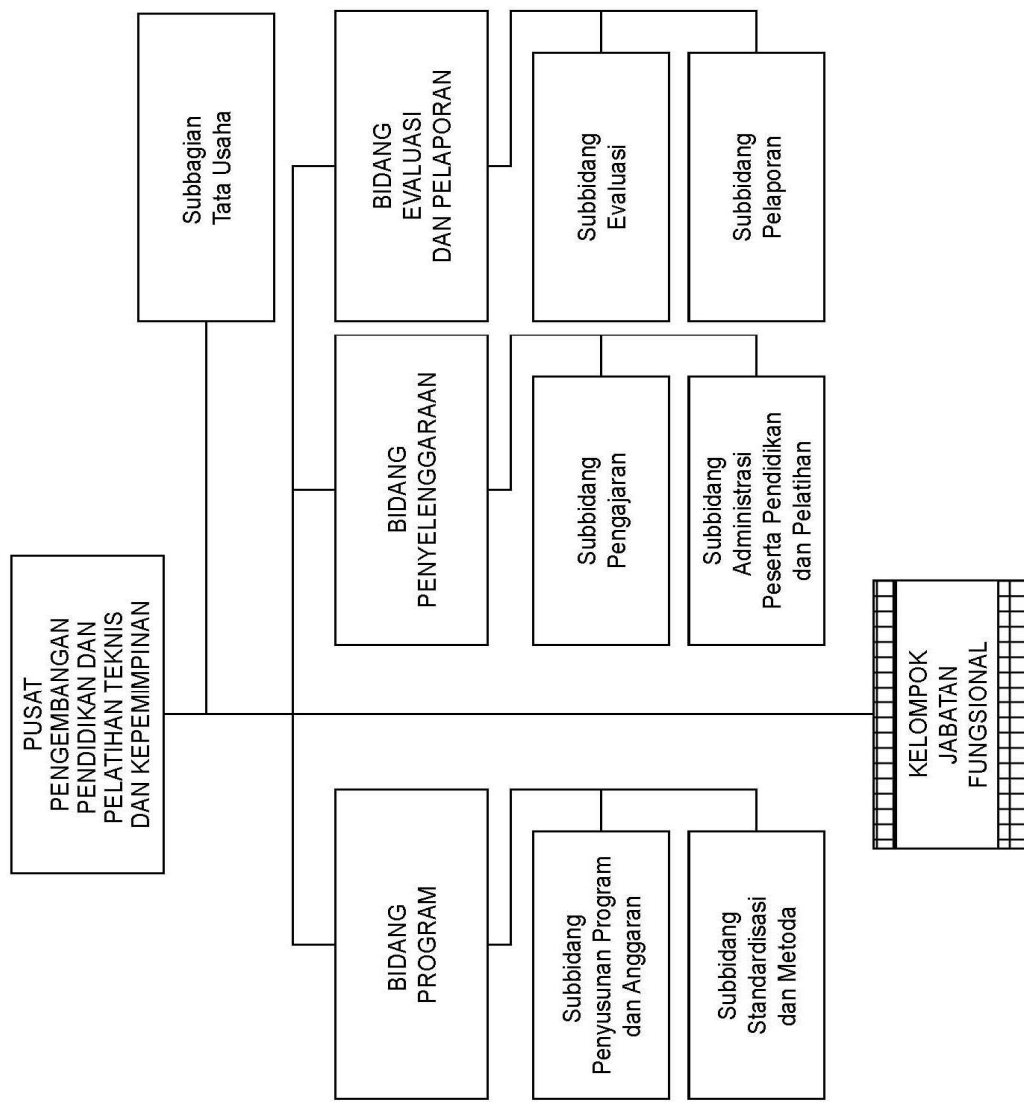 PUSAT
PENGEMBANGAN
PENDIDIKAN DAN
PELATIHAN TEKNIS
DAN KEPEMIMPINAN
Subbagian
Tata Usaha
BIDANG
PROGRAM
Subbidang
Penyusunan Program
dan Anggaran
Subbidang
Standardisasi
dan Metoda
BIDANG
PENYELENGGARAAN
Subbidang
Pengajaran
Subbidang
Administrasi
Peserta Pendidikan
dan Pelatihan
BIDANG
EVALUASI
DAN PELAPORAN
Subbidang
Evaluasi
Subbidang
Pelaporan
KELOMPOK
JABATAN
FUNGSIONAL